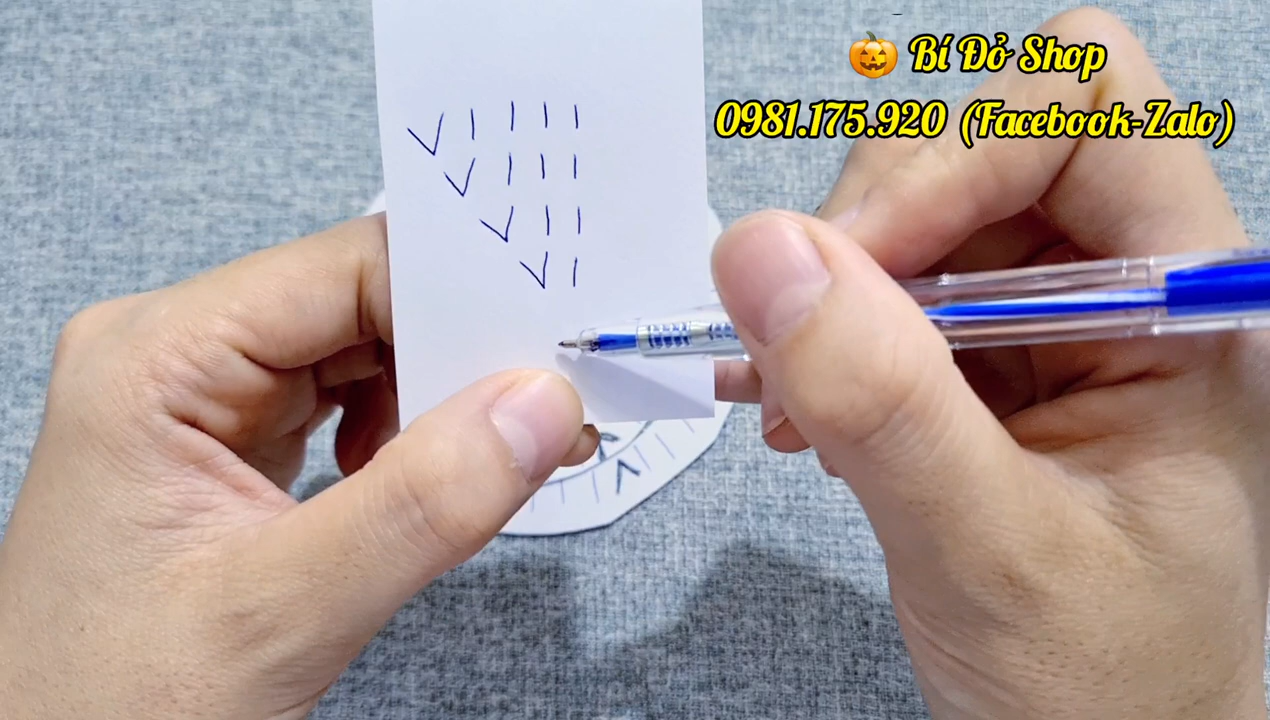 🎃 Bí Đỏ Shop
0981.175.920 (Facebook-Zalo)
V I I I I
V I I I
V I I
V I